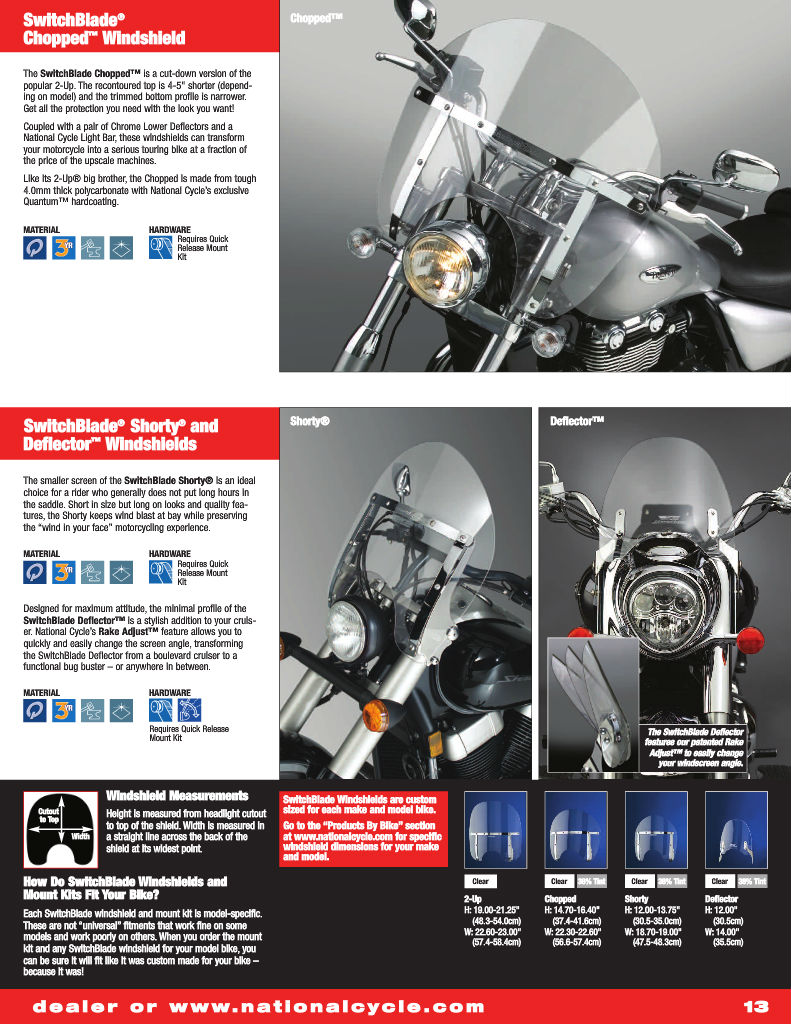 SwitchBlade®
Chopped™ Windshield
Chopped™
The SwitchBlade Chopped™ is a cut-down version of the
popular 2-Up. The recontoured top is 4-5" shorter (depend-
ing on model) and the trimmed bottom profile is narrower.
Get all the protection you need with the look you want!
Coupled with a pair of Chrome Lower Deflectors and a
National Cycle Light Bar, these windshields can transform
your motorcycle into a serious touring bike at a fraction of
the price of the upscale machines.
Like its 2-Up® big brother, the Chopped is made from tough
4.0mm thick polycarbonate with National Cycle's exclusive
Quantum™ hardcoating.
MATERIAL
HARDWARE
3YR
Requires Quick
Release Mount
Kit
SwitchBlade® Shorty® and
Deflector™ Windshields
Shorty®
Deflector™
The smaller screen of the SwitchBlade Shorty® is an ideal
choice for a rider who generally does not put long hours in
the saddle. Short in size but long on looks and quality fea-
tures, the Shorty keeps wind blast at bay while preserving
the "wind in your face" motorcycling experience.
MATERIAL
HARDWARE
3YR
Requires Quick
Release Mount
Kit
Designed for maximum attitude, the minimal profile of the
SwitchBlade Deflector™ is a stylish addition to your cruis-
er. National Cycle's Rake Adjust™ feature allows you to
quickly and easily change the screen angle, transforming
the SwitchBlade Deflector from a boulevard cruiser to a
functional bug buster – or anywhere in between.
MATERIAL
HARDWARE
3YR
Requires Quick Release
Mount Kit
The SwitchBlade Deflector
features our patented Rake
Adjust™ to easily change
your windscreen angle.
Cutout
to Top
Width
Windshield Measurements
Height is measured from headlight cutout
to top of the shield. Width is measured in
a straight line across the back of the
shield at its widest point.
How Do SwitchBlade Windshields and
Mount Kits Fit Your Bike?
Each SwitchBlade windshield and mount kit is model-specific.
These are not "universal" fitments that work fine on some
models and work poorly on others. When you order the mount
kit and any SwitchBlade windshield for your model bike, you
can be sure it will fit like it was custom made for your bike –
because it was!
SwitchBlade Windshields are custom
sized for each make and model bike.
Go to the "Products By Bike" section
at www.nationalcycle.com for specific
windshield dimensions for your make
and model.
Clear
2-Up
H: 19.00-21.25"
(48.3-54.0cm)
W: 22.60-23.00"
(57.4-58.4cm)
Clear 38% Tint
Chopped
H: 14.70-16.40"
(37.4-41.6cm)
W: 22.30-22.60"
(56.6-57.4cm)
Clear 38% Tint
Shorty
H: 12.00-13.75"
(30.5-35.0cm)
W: 18.70-19.00"
(47.5-48.3cm)
Clear 38% Tint
Deflector
H: 12.00"
(30.5cm)
W: 14.00"
(35.5cm)
dealer or www.nationalcycle.com
13